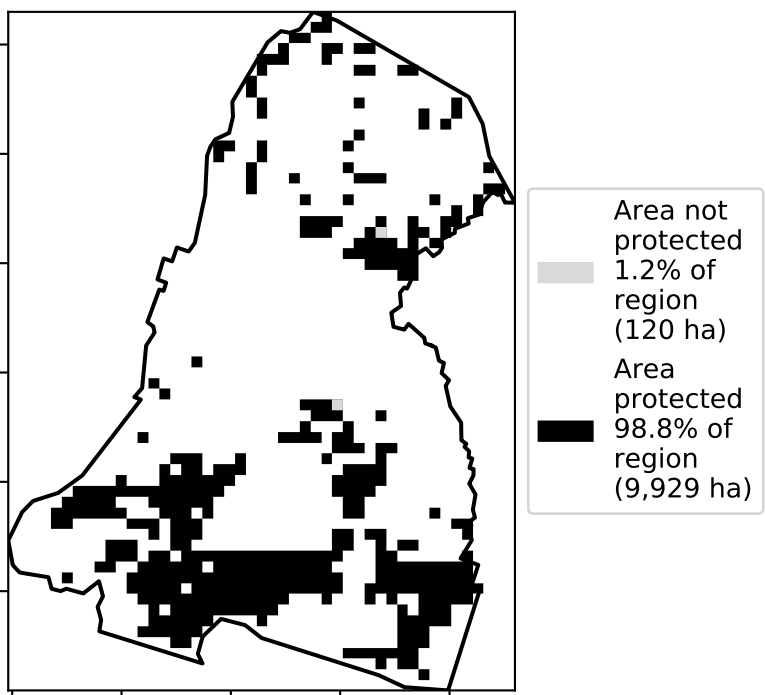 Area not
protected
1.2% of
region
(120 ha)
Area
protected
98.8% of
region
(9,929 ha)